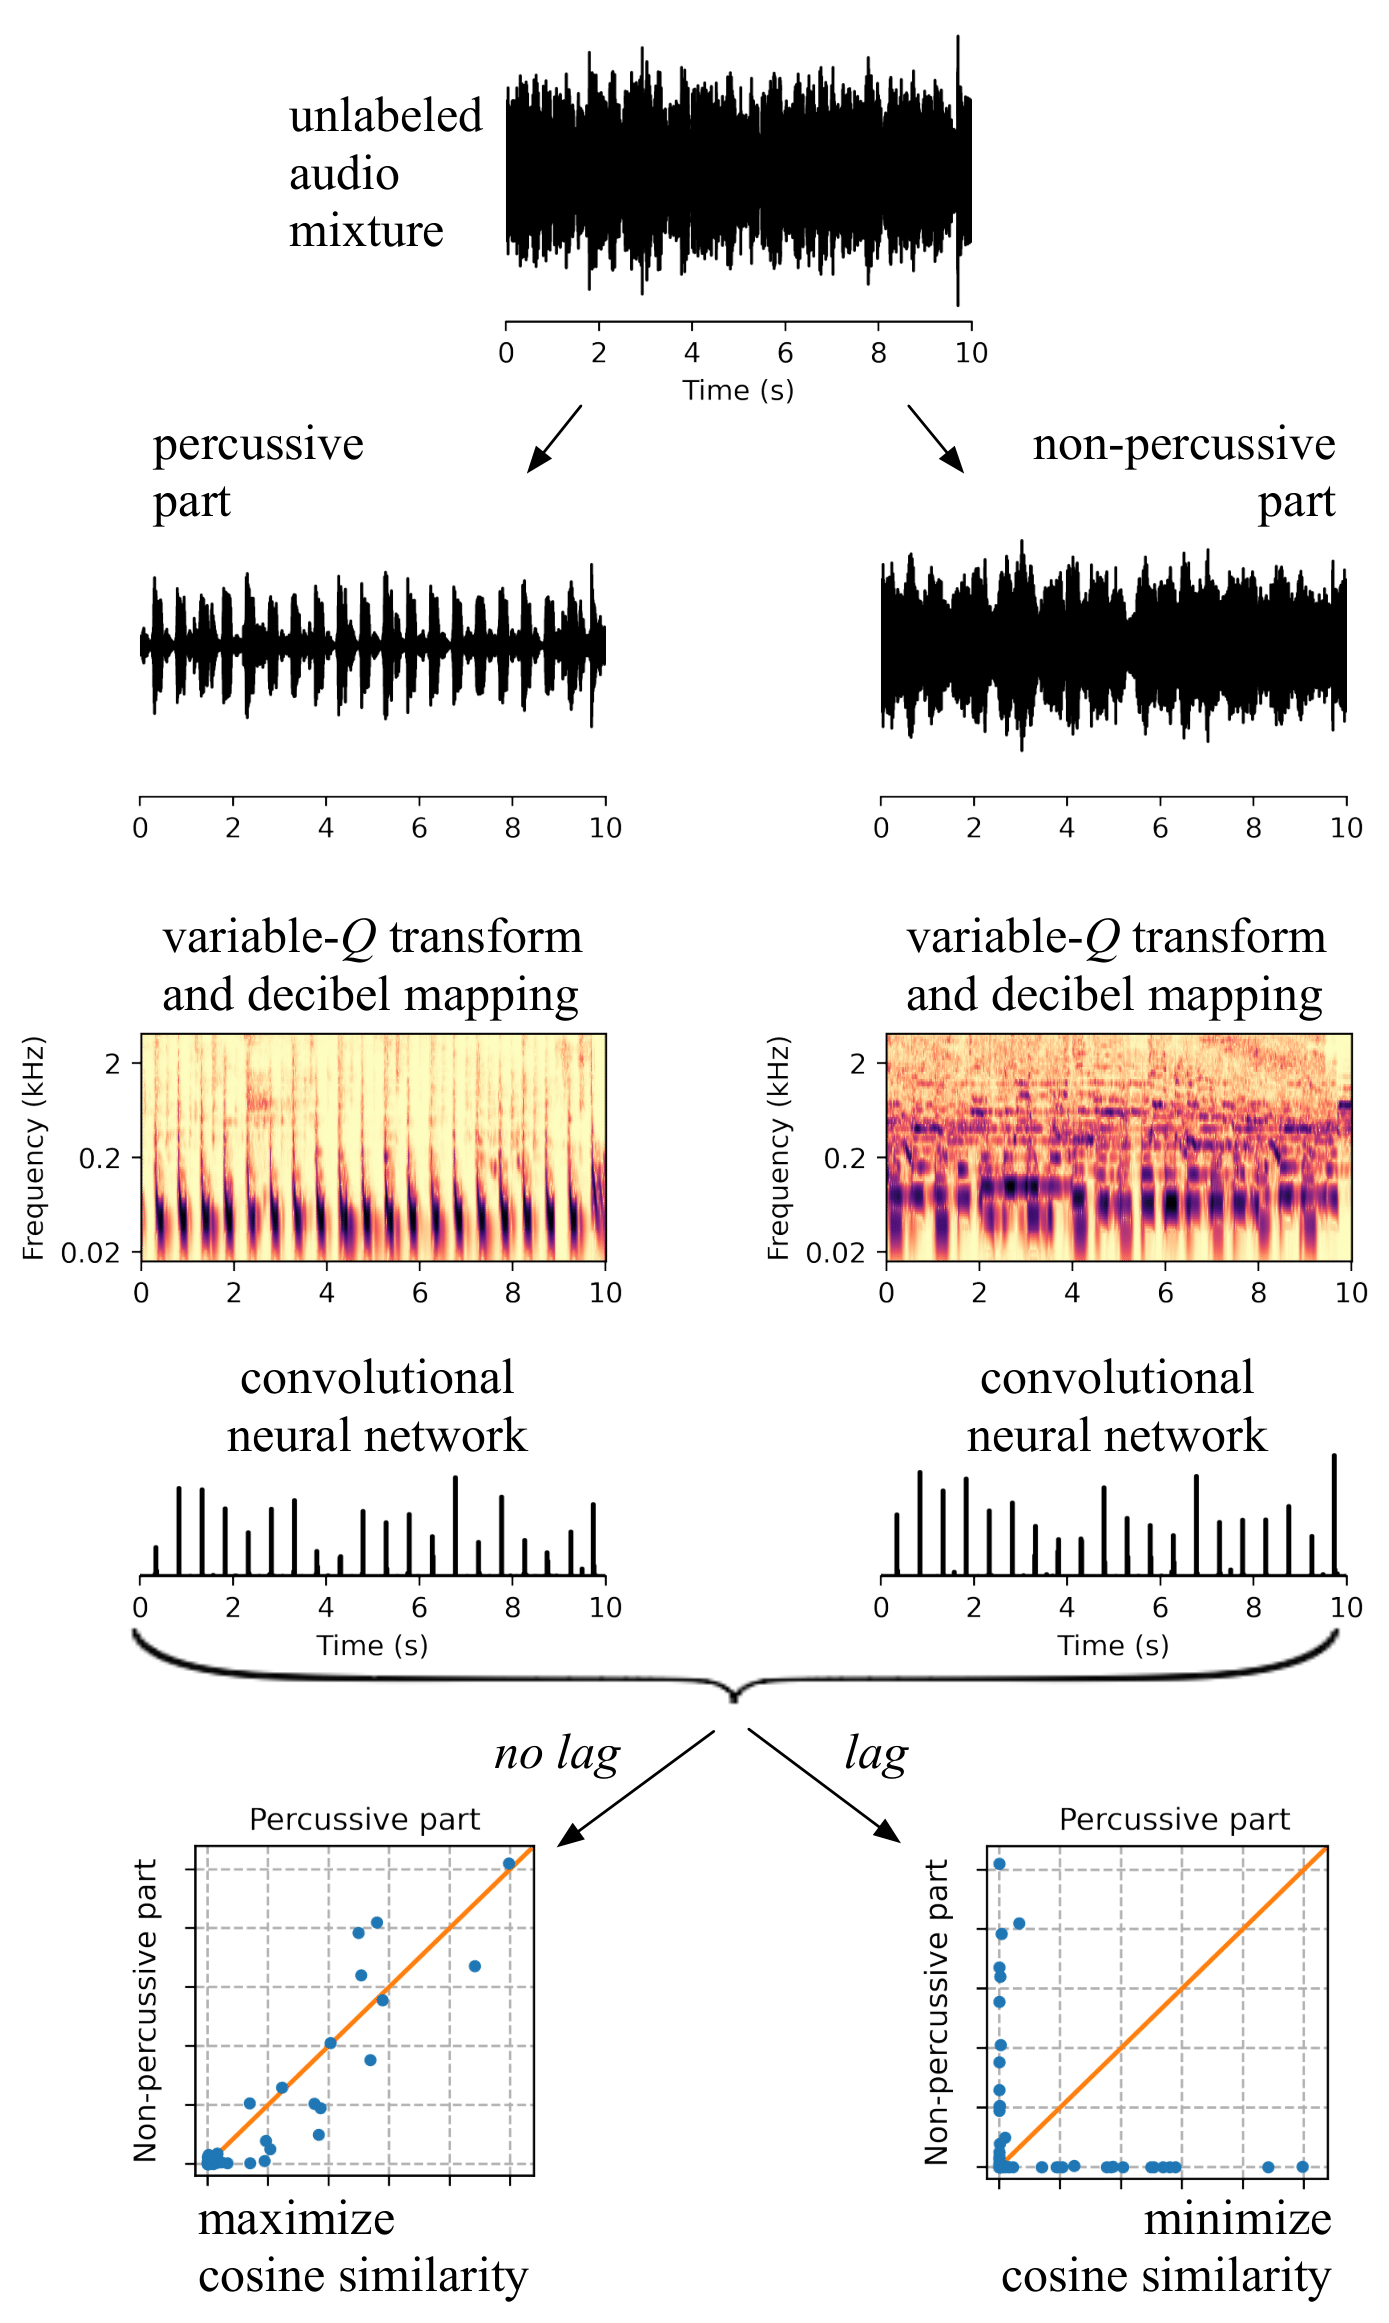 unlabeled
audio
mixture
0 2 4 6 8 10
Time (s)
percussive
part
non-percussive
part
0 2 4 6 8 10
0 2 4 6 8 10
variable-Q transform
and decibel mapping
Frequency (kHz)
2
0.2
0.02
0 2 4 6 8 10
variable-Q transform
and decibel mapping
Frequency (kHz)
2
0.2
0.02
0 2 4 6 8 10
convolutional
neural network
0 2 4 6 8 10
Time (s)
convolutional
neural network
0 2 4 6 8 10
Time (s)
no lag
lag
Percussive part
Non-percussive part
maximize
cosine similarity
Percussive part
Non-percussive part
minimize
cosine similarity